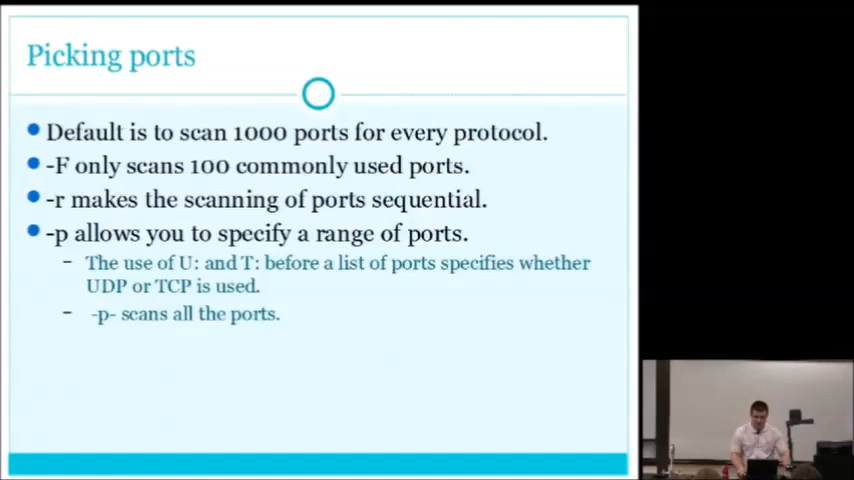 Picking ports
Default is to scan 1000 ports for every protocol.
-F only scans 100 commonly used ports.
-r makes the scanning of ports sequential.
-p allows you to specify a range of ports.
– The use of U: and T: before a list of ports specifies whether
UDP or TCP is used.
– -p- scans all the ports.